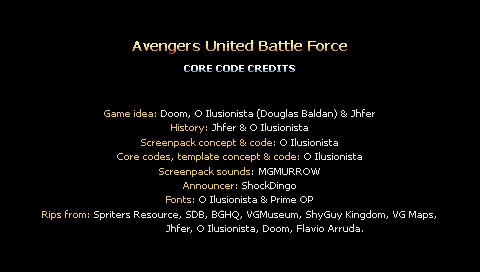 Avengers United Battle Force
CORE CODE CREDITS
Game idea: Doom, O Ilusionista (Douglas Baldan) & Jhfer
History: Jhfer & O Ilusionista
Screenpack concept & code: O Ilusionista
Core codes, template concept & code: O Ilusionista
Screenpack sounds: MGMURROW
Announcer: ShockDingo
Fonts: O Ilusionista & Prime OP
Rips from: Spriters Resource, SDB, BGHQ, VGMuseum, ShyGuy Kingdom, VG Maps,
Jhfer, O Ilusionista, Doom, Flavio Arruda.